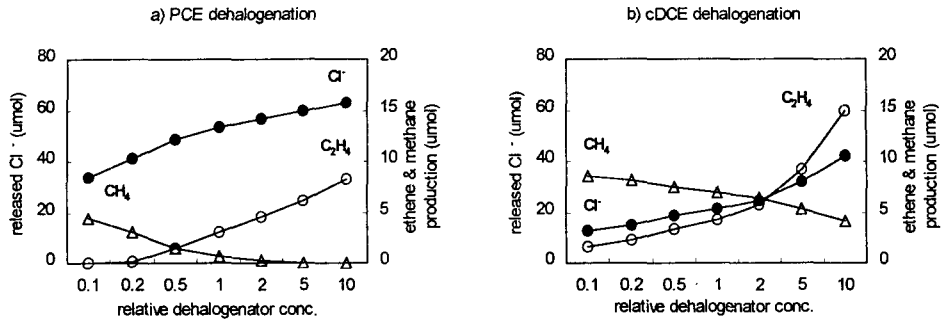 a) PCE dehalogenation
80
60
40
20
0
released Cl⁻ (umol)
20
15
10
5
0
ethene & methane
production (umol)
Cl⁻
C₂H₄
CH₄
0.1 0.2 0.5 1 2 5 10
relative dehalogenator conc.
b) cDCE dehalogenation
80
60
40
20
0
released Cl⁻ (umol)
20
15
10
5
0
ethene & methane
production (umol)
C₂H₄
CH₄
Cl⁻
0.1 0.2 0.5 1 2 5 10
relative dehalogenator conc.